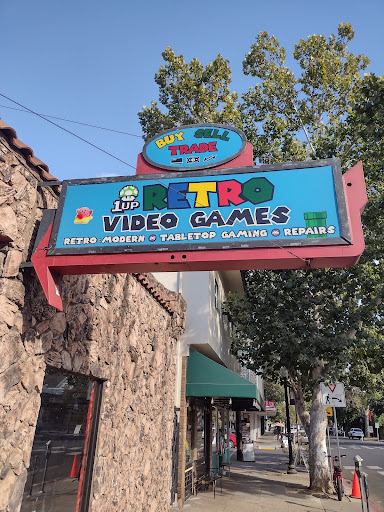 BUY SELL
TRADE
1UP RETRO
VIDEO GAMES
RETRO-MODERN TABLETOP GAMING REPAIRS